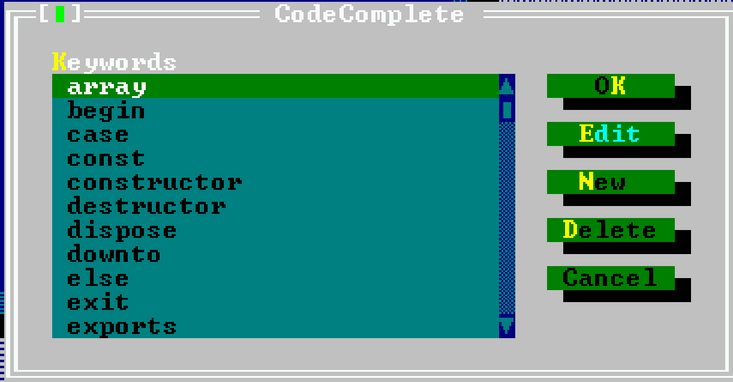 CodeComplete
Keywords
array
begin
case
const
constructor
destructor
dispose
downto
else
exit
exports
OK
Edit
New
Delete
Cancel